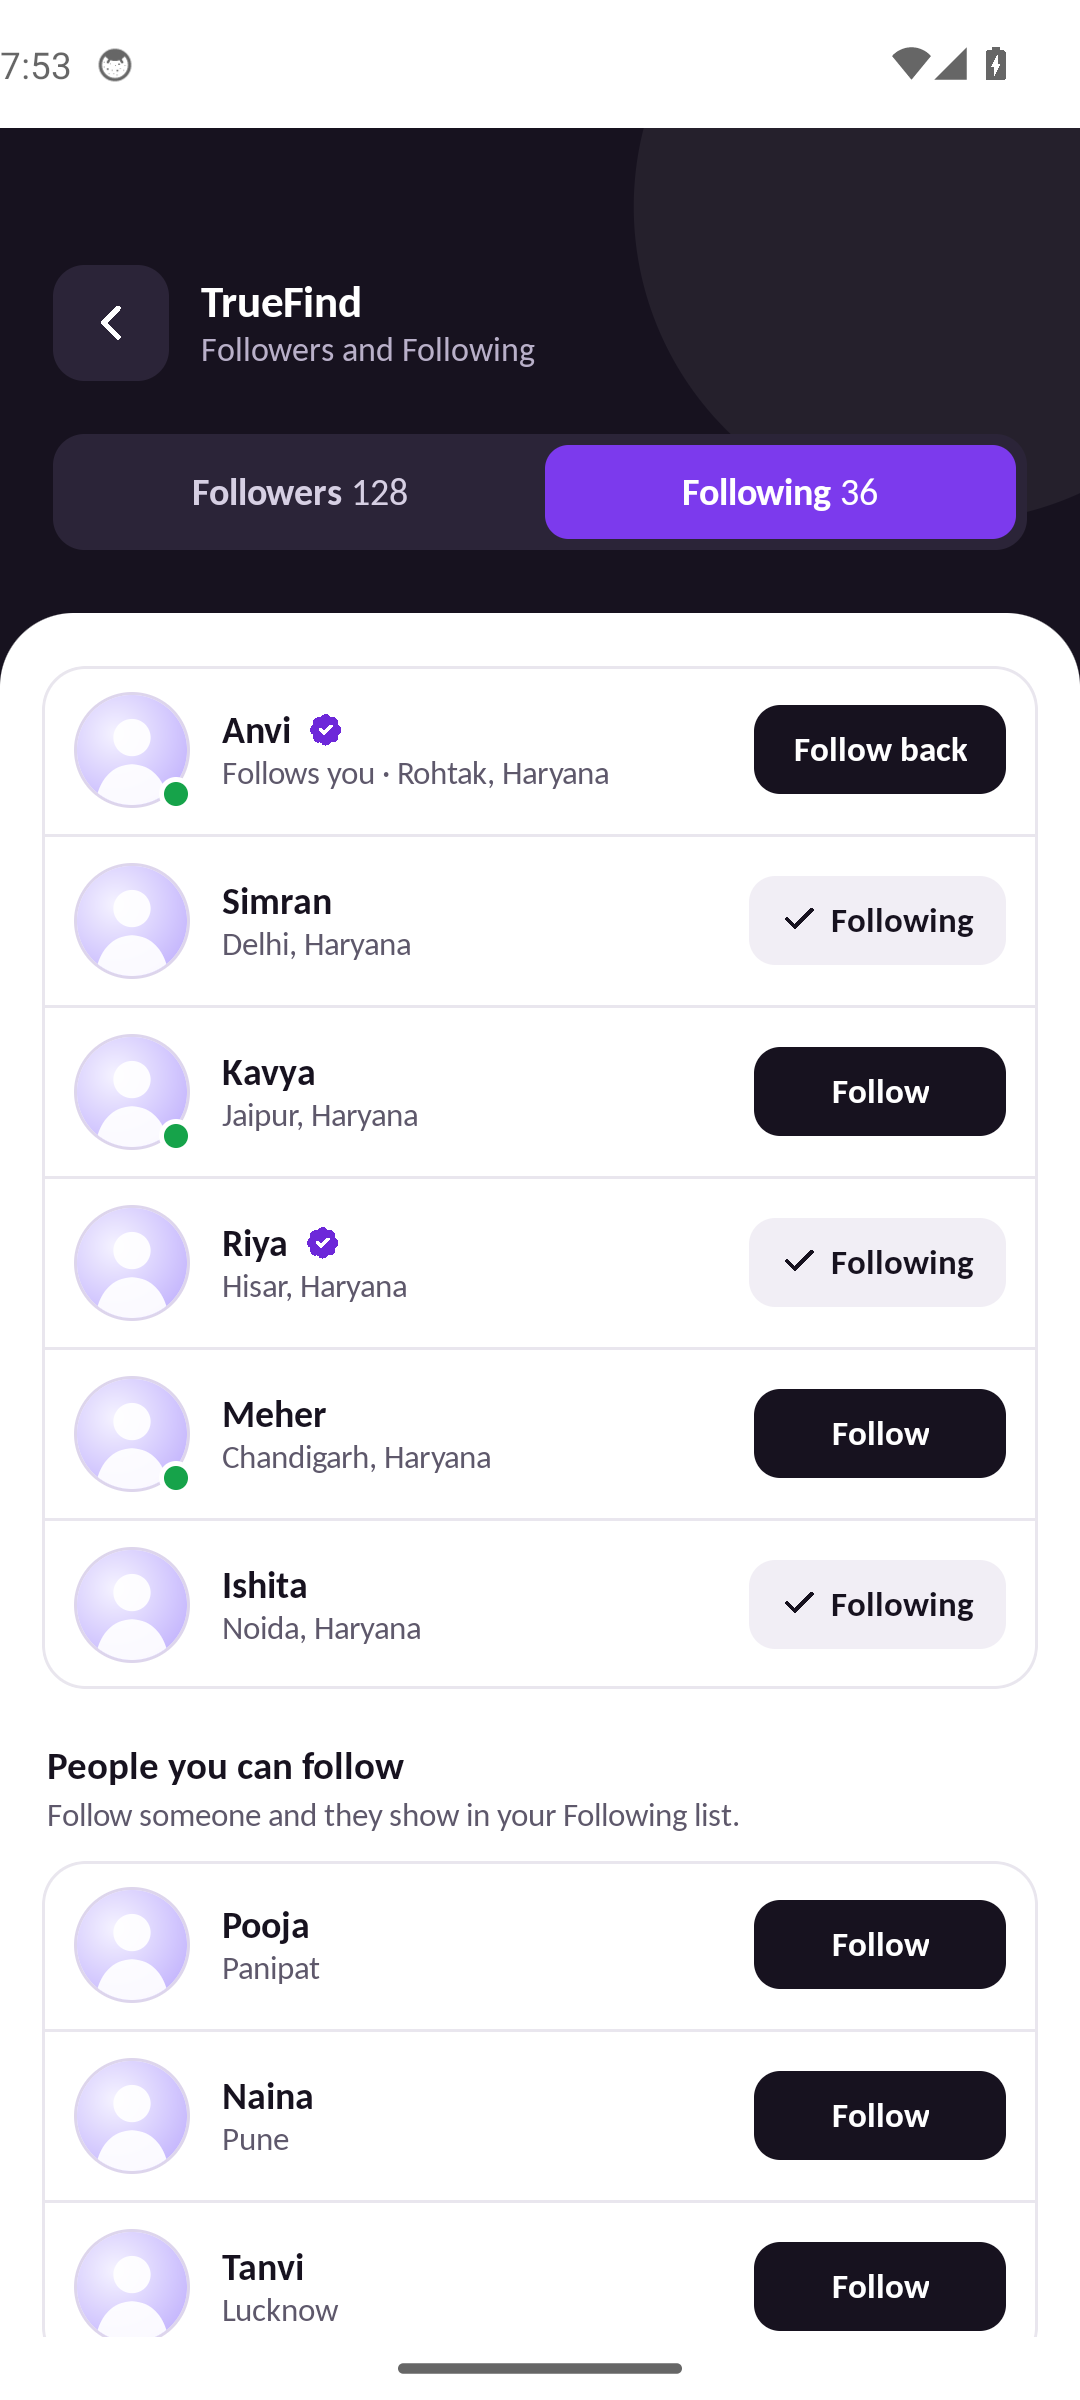 7:53
TrueFind
Followers and Following
Followers 128
Following 36
Anvi
Follows you · Rohtak, Haryana
Follow back
Simran
Delhi, Haryana
Following
Kavya
Jaipur, Haryana
Follow
Riya
Hisar, Haryana
Following
Meher
Chandigarh, Haryana
Follow
Ishita
Noida, Haryana
Following
People you can follow
Follow someone and they show in your Following list.
Pooja
Panipat
Follow
Naina
Pune
Follow
Tanvi
Lucknow
Follow